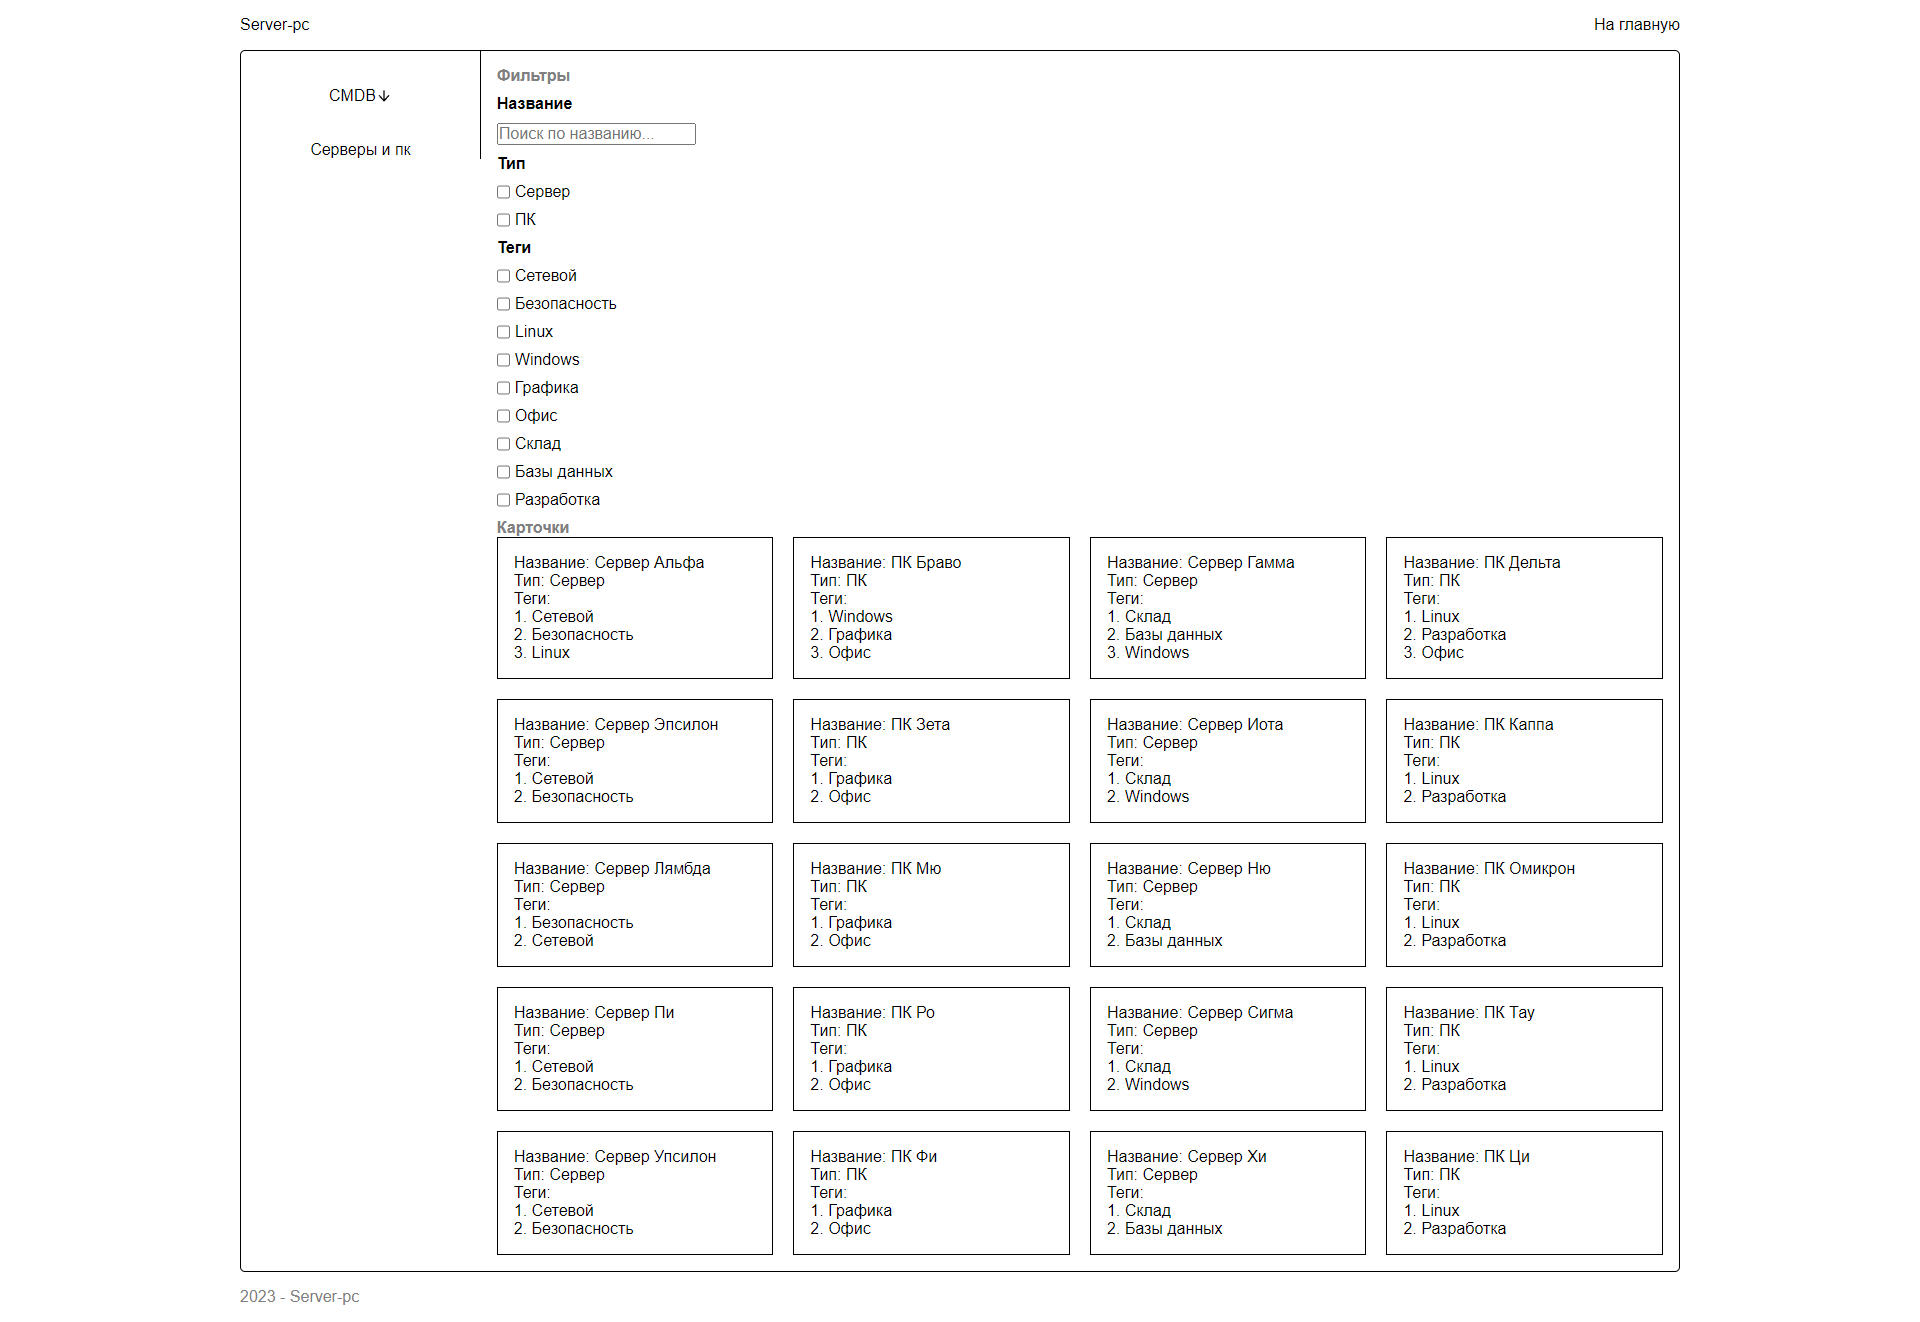 Server-pc
На главную
CMDB↓
Серверы и пк
Фильтры
Название
Поиск по названию...
Тип
Сервер
ПК
Теги
Сетевой
Безопасность
Linux
Windows
Графика
Офис
Склад
Базы данных
Разработка
Карточки
Название: Сервер Альфа
Тип: Сервер
Теги:
1. Сетевой
2. Безопасность
3. Linux
Название: ПК Браво
Тип: ПК
Теги:
1. Windows
2. Графика
3. Офис
Название: Сервер Гамма
Тип: Сервер
Теги:
1. Склад
2. Базы данных
3. Windows
Название: ПК Дельта
Тип: ПК
Теги:
1. Linux
2. Разработка
3. Офис
Название: Сервер Эпсилон
Тип: Сервер
Теги:
1. Сетевой
2. Безопасность
Название: ПК Зета
Тип: ПК
Теги:
1. Графика
2. Офис
Название: Сервер Иота
Тип: Сервер
Теги:
1. Склад
2. Windows
Название: ПК Каппа
Тип: ПК
Теги:
1. Linux
2. Разработка
Название: Сервер Лямбда
Тип: Сервер
Теги:
1. Безопасность
2. Сетевой
Название: ПК Мю
Тип: ПК
Теги:
1. Графика
2. Офис
Название: Сервер Ню
Тип: Сервер
Теги:
1. Склад
2. Базы данных
Название: ПК Омикрон
Тип: ПК
Теги:
1. Linux
2. Разработка
Название: Сервер Пи
Тип: Сервер
Теги:
1. Сетевой
2. Безопасность
Название: ПК Ро
Тип: ПК
Теги:
1. Графика
2. Офис
Название: Сервер Сигма
Тип: Сервер
Теги:
1. Склад
2. Windows
Название: ПК Тау
Тип: ПК
Теги:
1. Linux
2. Разработка
Название: Сервер Упсилон
Тип: Сервер
Теги:
1. Сетевой
2. Безопасность
Название: ПК Фи
Тип: ПК
Теги:
1. Графика
2. Офис
Название: Сервер Хи
Тип: Сервер
Теги:
1. Склад
2. Базы данных
Название: ПК Ци
Тип: ПК
Теги:
1. Linux
2. Разработка
2023 - Server-pc